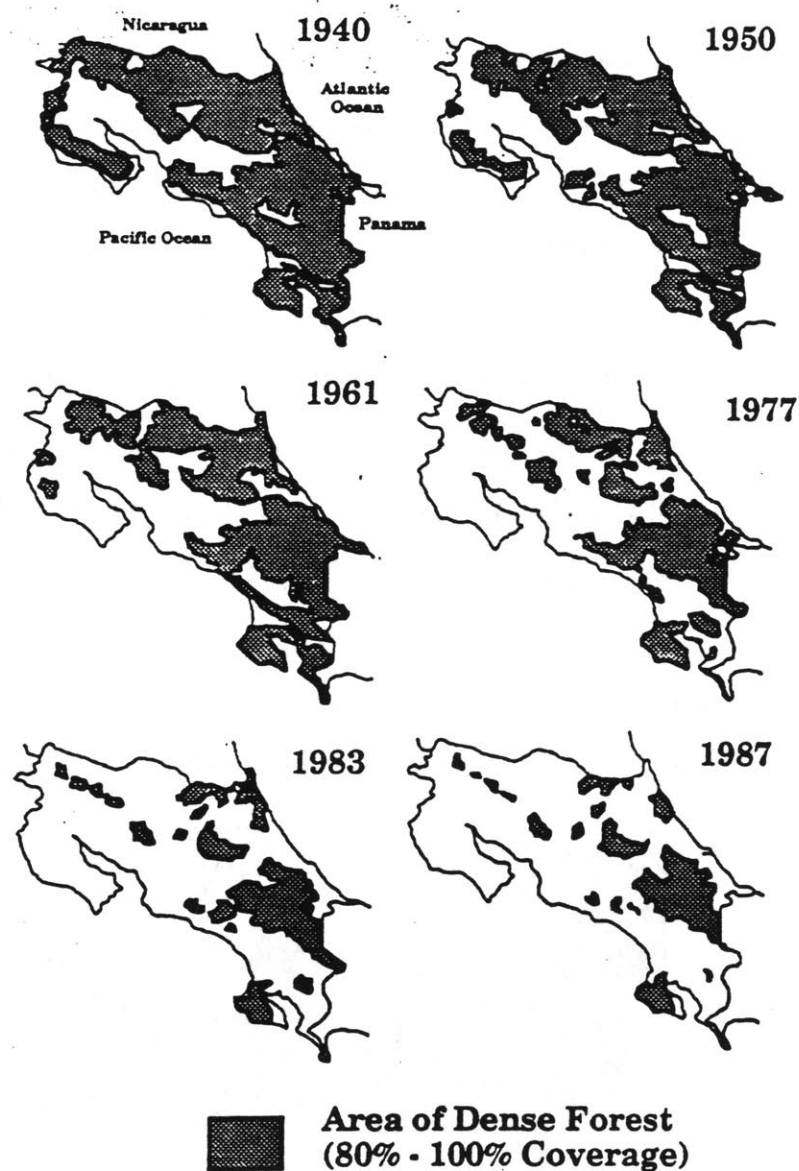 Nicaragua
1940
Atlantic
Ocean
Pacific Ocean
Panama
1950
1961
1977
1983
1987
Area of Dense Forest
(80% - 100% Coverage)